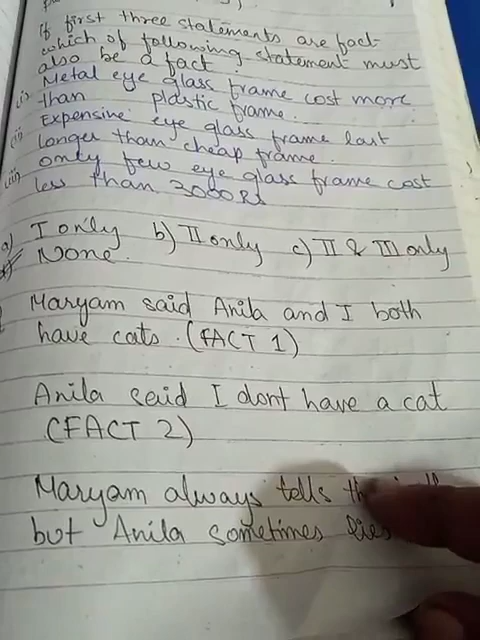 If first three statements are fact
which of following statement must
also be a fact.
(i) Metal eye glass frame cost more
than plastic frame.
(ii) Expensive eye glass frame last
longer than cheap frame.
(iii) only few eye glass frame cost
less than 3000Rs
a) I only b) II only c) II & III only
None.
Maryam said Anila and I both
have cats. (FACT 1)
Anila said I dont have a cat
(FACT 2)
Maryam always tells
but Anila sometimes lies